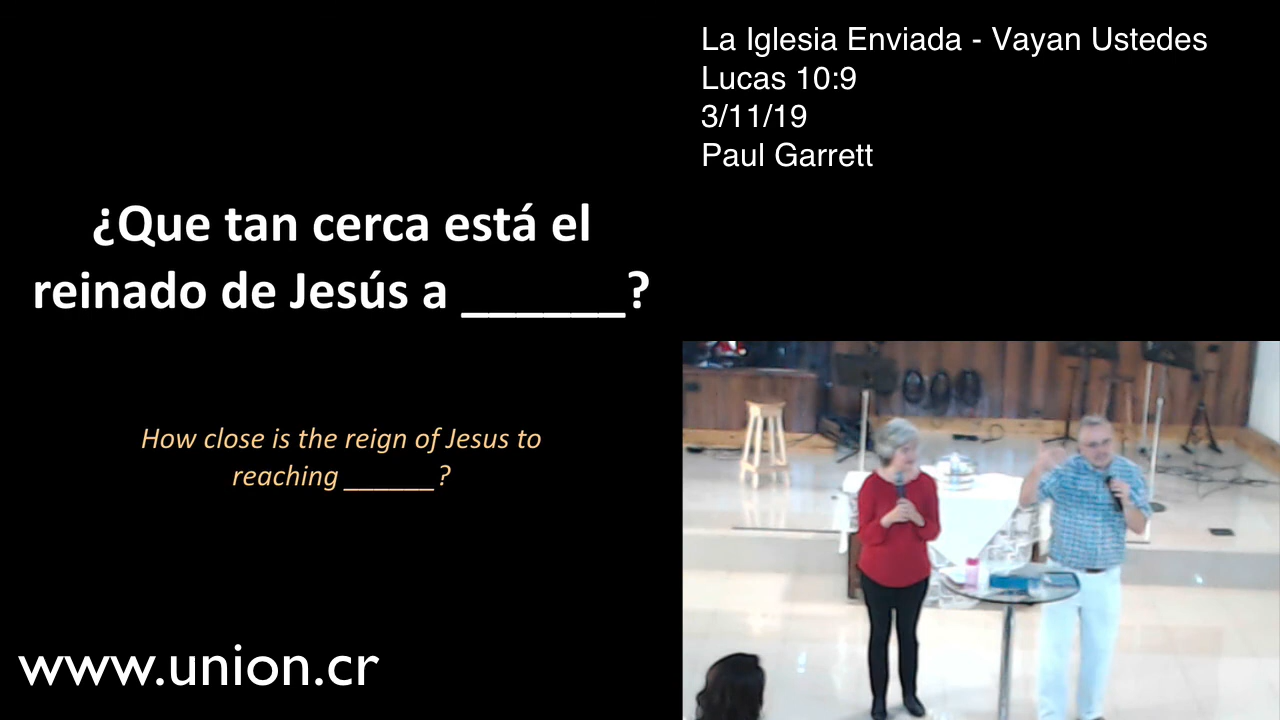 La Iglesia Enviada - Vayan Ustedes
Lucas 10:9
3/11/19
Paul Garrett
¿Que tan cerca está el
reinado de Jesús a ______?
How close is the reign of Jesus to
reaching ______?
www.union.cr